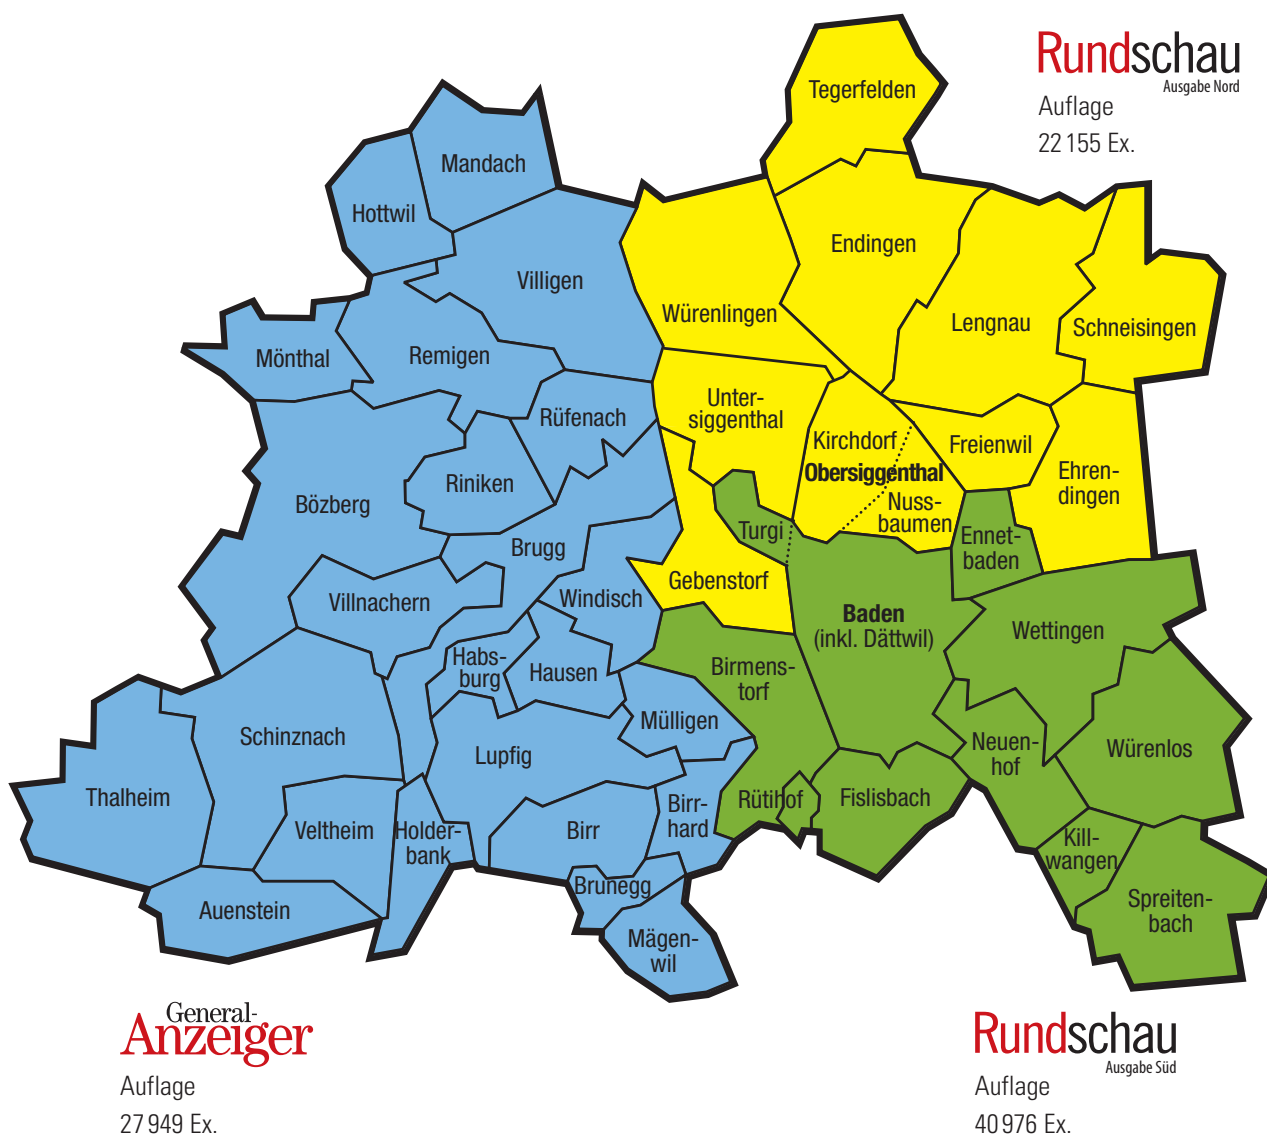 Rundschau
Ausgabe Nord
Auflage
22 155 Ex.
Tegerfelden
Mandach
Hottwil
Endingen
Villigen
Würenlingen
Lengnau
Schneisingen
Mönthal
Remigen
Rüfenach
Unter-
siggenthal
Kirchdorf
Obersiggenthal
Nuss-
baumen
Freienwil
Ehren-
dingen
Riniken
Bözberg
Turgi
Ennet-
baden
Brugg
Gebenstorf
Windisch
Villnachern
Baden
(inkl. Dättwil)
Wettingen
Habs-
burg
Hausen
Birmens-
torf
Mülligen
Schinznach
Lupfig
Neuen-
hof
Würenlos
Thalheim
Rütihof
Fislisbach
Birr-
hard
Veltheim
Holder-
bank
Birr
Kill-
wangen
Brunegg
Auenstein
Spreiten-
bach
Mägen-
wil
General-
Anzeiger
Auflage
27 949 Ex.
Rundschau
Ausgabe Süd
Auflage
40 976 Ex.